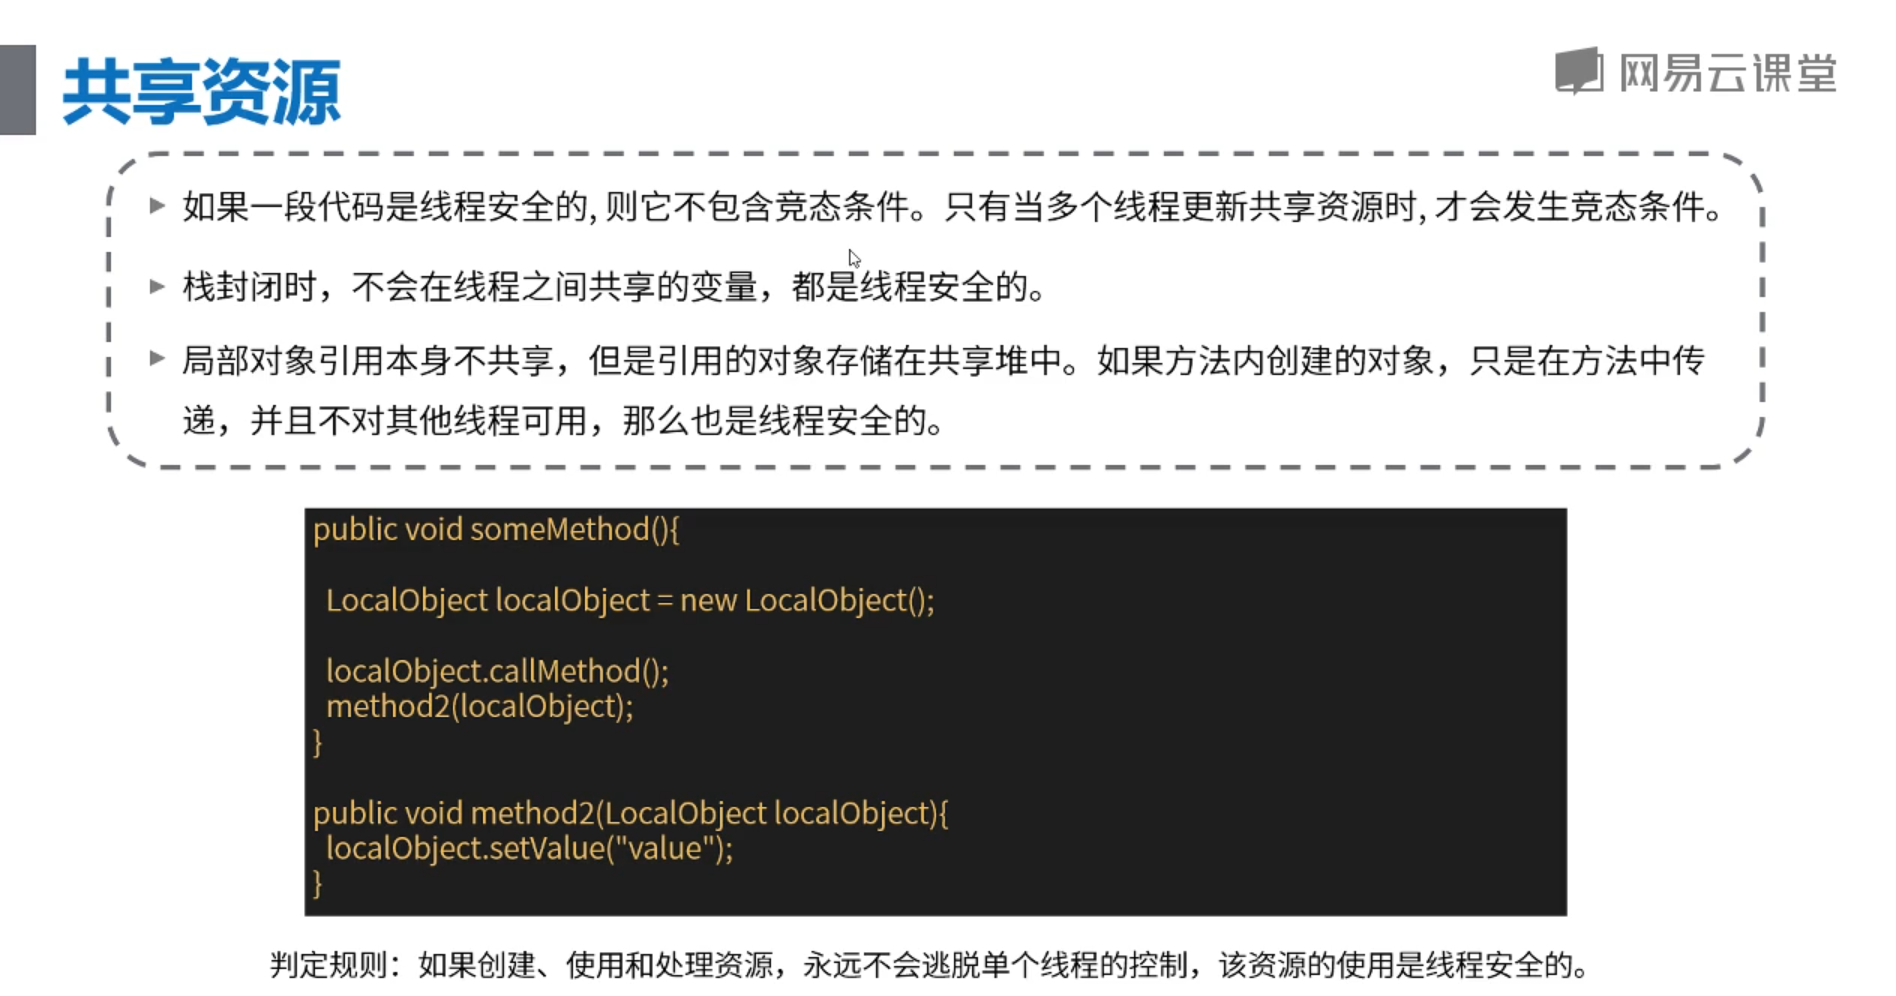 共享资源
网易云课堂
如果一段代码是线程安全的, 则它不包含竞态条件。只有当多个线程更新共享资源时, 才会发生竞态条件。
栈封闭时，不会在线程之间共享的变量，都是线程安全的。
局部对象引用本身不共享，但是引用的对象存储在共享堆中。如果方法内创建的对象，只是在方法中传
递，并且不对其他线程可用，那么也是线程安全的。
public void someMethod(){
LocalObject localObject = new LocalObject();
localObject.callMethod();
method2(localObject);
}
public void method2(LocalObject localObject){
localObject.setValue("value");
}
判定规则：如果创建、使用和处理资源，永远不会逃脱单个线程的控制，该资源的使用是线程安全的。